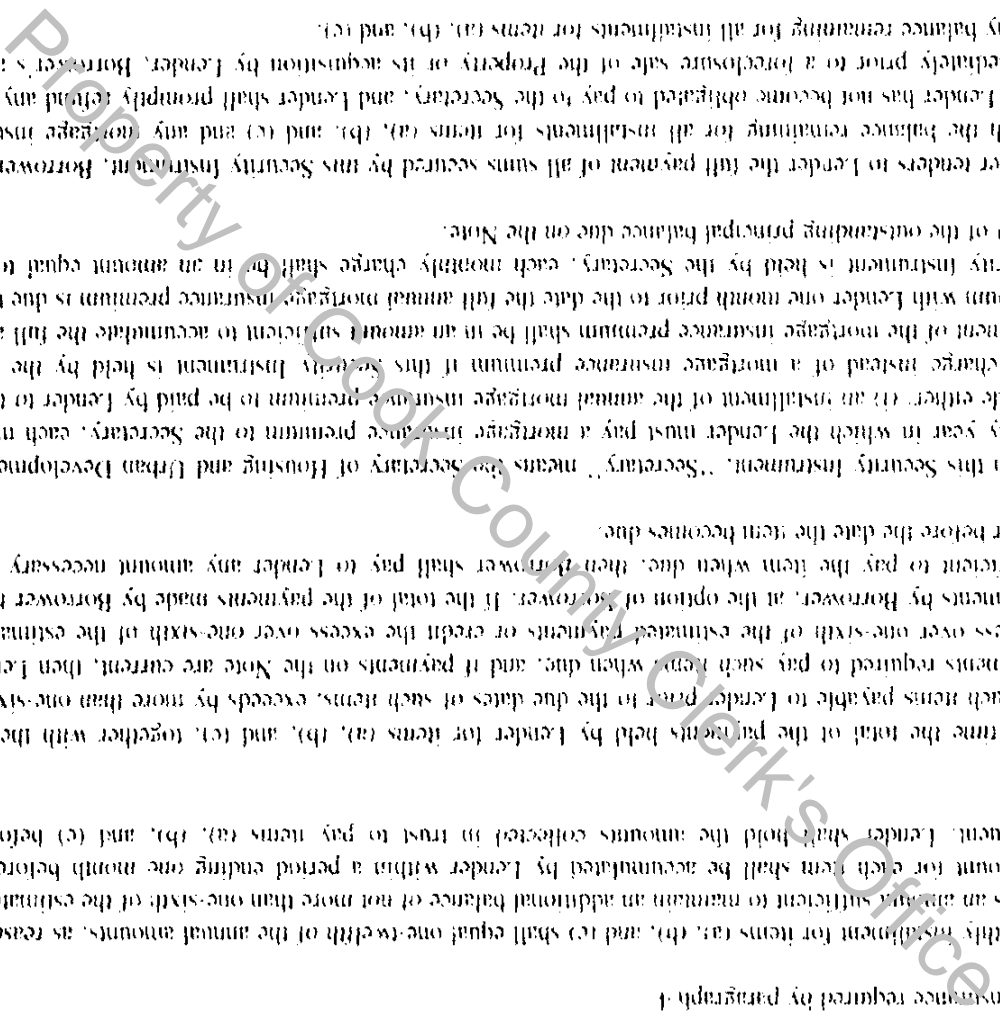 insurance required by paragraph 4.
thly installment for items (a), (b), and (c) shall equal one-twelfth of the annual amounts, as reaso
s an amount sufficient to maintain an additional balance of not more than one-sixth of the estimat
ount for each item shall be accumulated by Lender within a period ending one month before
ment. Lender shall hold the amounts collected in trust to pay items (a), (b), and (c) befo
time the total of the payments held by Lender for items (a), (b), and (c), together with the
uch items payable to Lender prior to the due dates of such items, exceeds by more than one-six
ments required to pay such items when due, and if payments on the Note are current, then Le
ess over one-sixth of the estimated payments or credit the excess over one-sixth of the estimat
ments by Borrower, at the option of Borrower. If the total of the payments made by Borrower f
ficient to pay the item when due, then Borrower shall pay to Lender any amount necessary
r before the date the item becomes due.
n this Security Instrument, "Secretary" means the Secretary of Housing and Urban Developme
y year in which the Lender must pay a mortgage insurance premium to the Secretary, each m
de either: (i) an installment of the annual mortgage insurance premium to be paid by Lender to t
charge instead of a mortgage insurance premium if this Security Instrument is held by the
ment of the mortgage insurance premium shall be in an amount sufficient to accumulate the full a
um with Lender one month prior to the date the full annual mortgage insurance premium is due t
rity Instrument is held by the Secretary, each monthly charge shall be in an amount equal to
of the outstanding principal balance due on the Note.
er tenders to Lender the full payment of all sums secured by this Security Instrument, Borrower
h the balance remaining for all installments for items (a), (b), and (c) and any mortgage insu
Lender has not become obligated to pay to the Secretary, and Lender shall promptly refund any
ediately prior to a foreclosure sale of the Property or its acquisition by Lender, Borrower's a
y balance remaining for all installments for items (a), (b), and (c).
Property of Cook County Clerk's Office